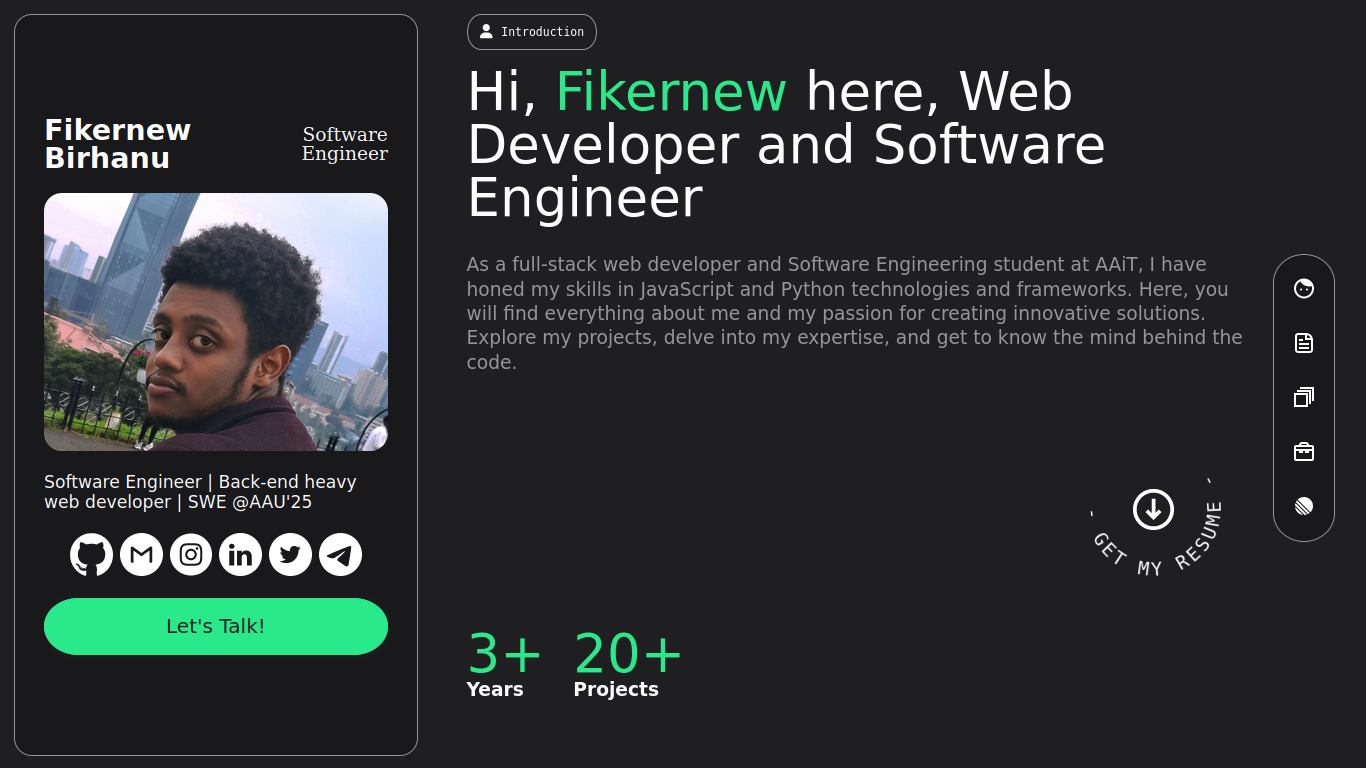 Fikernew
Birhanu
Software
Engineer
Software Engineer | Back-end heavy
web developer | SWE @AAU'25
Let's Talk!
Introduction
Hi, Fikernew here, Web
Developer and Software
Engineer
As a full-stack web developer and Software Engineering student at AAiT, I have
honed my skills in JavaScript and Python technologies and frameworks. Here, you
will find everything about me and my passion for creating innovative solutions.
Explore my projects, delve into my expertise, and get to know the mind behind the
code.
- GET MY RESUME -
3+ 20+
Years Projects